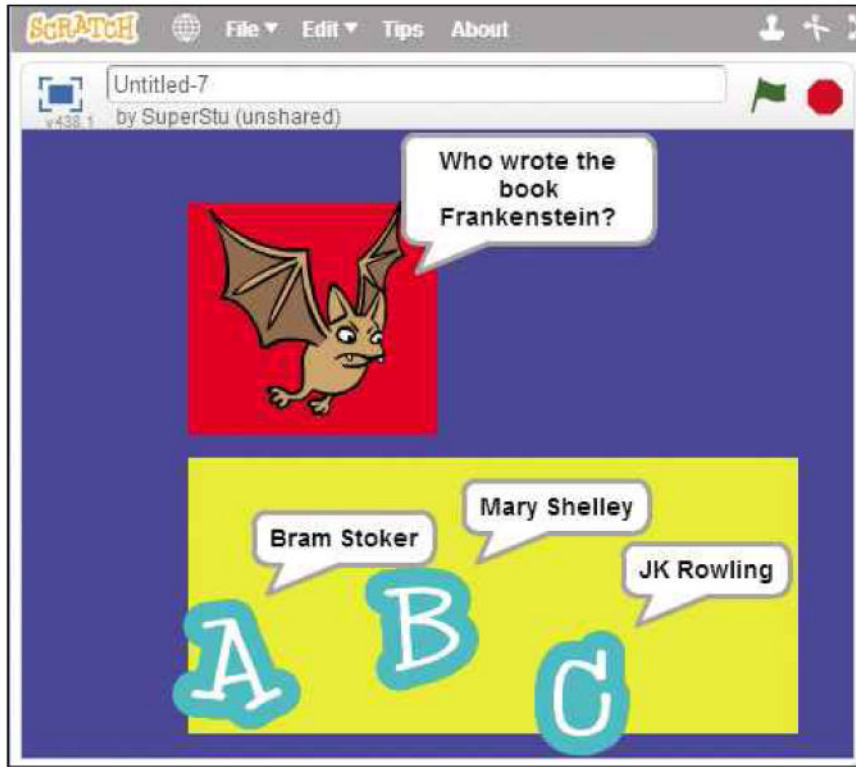 SCRATCH File Edit Tips About
Untitled-7
v438.1 by SuperStu (unshared)
Who wrote the
book
Frankenstein?
Mary Shelley
Bram Stoker
JK Rowling
A B C